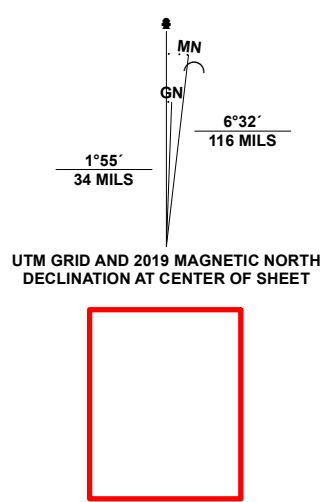 MN
GN
6°32´
116 MILS
1°55´
34 MILS
UTM GRID AND 2019 MAGNETIC NORTH
DECLINATION AT CENTER OF SHEET